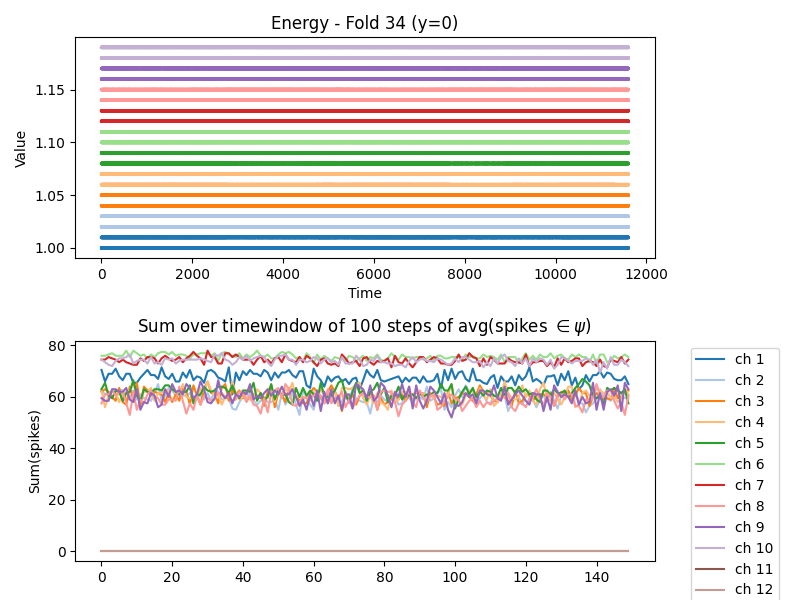 Energy - Fold 34 (y=0)
Value
1.15
1.10
1.05
1.00
0 2000 4000 6000 8000 10000 12000
Time
Sum over timewindow of 100 steps of avg(spikes ∈ ψ)
Sum(spikes)
80
60
40
20
0
0 20 40 60 80 100 120 140
ch 1
ch 2
ch 3
ch 4
ch 5
ch 6
ch 7
ch 8
ch 9
ch 10
ch 11
ch 12